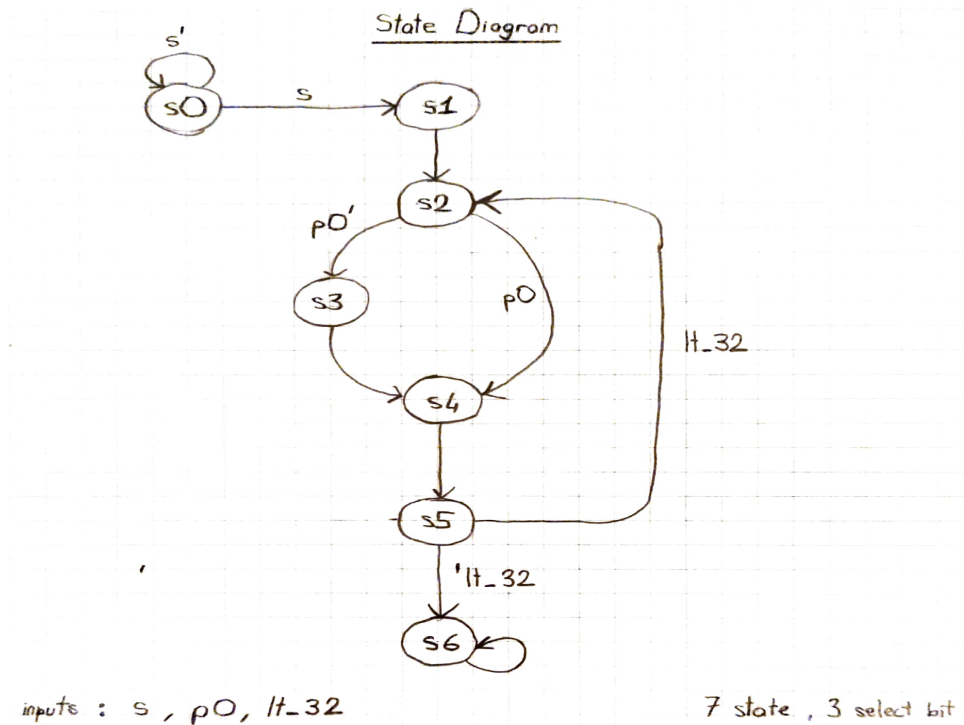 State Diagram
s'
s0
s
s1
s2
p0'
s3
p0
lt_32
s4
s5
'lt_32
s6
inputs : s , p0, lt_32
7 state , 3 select bit